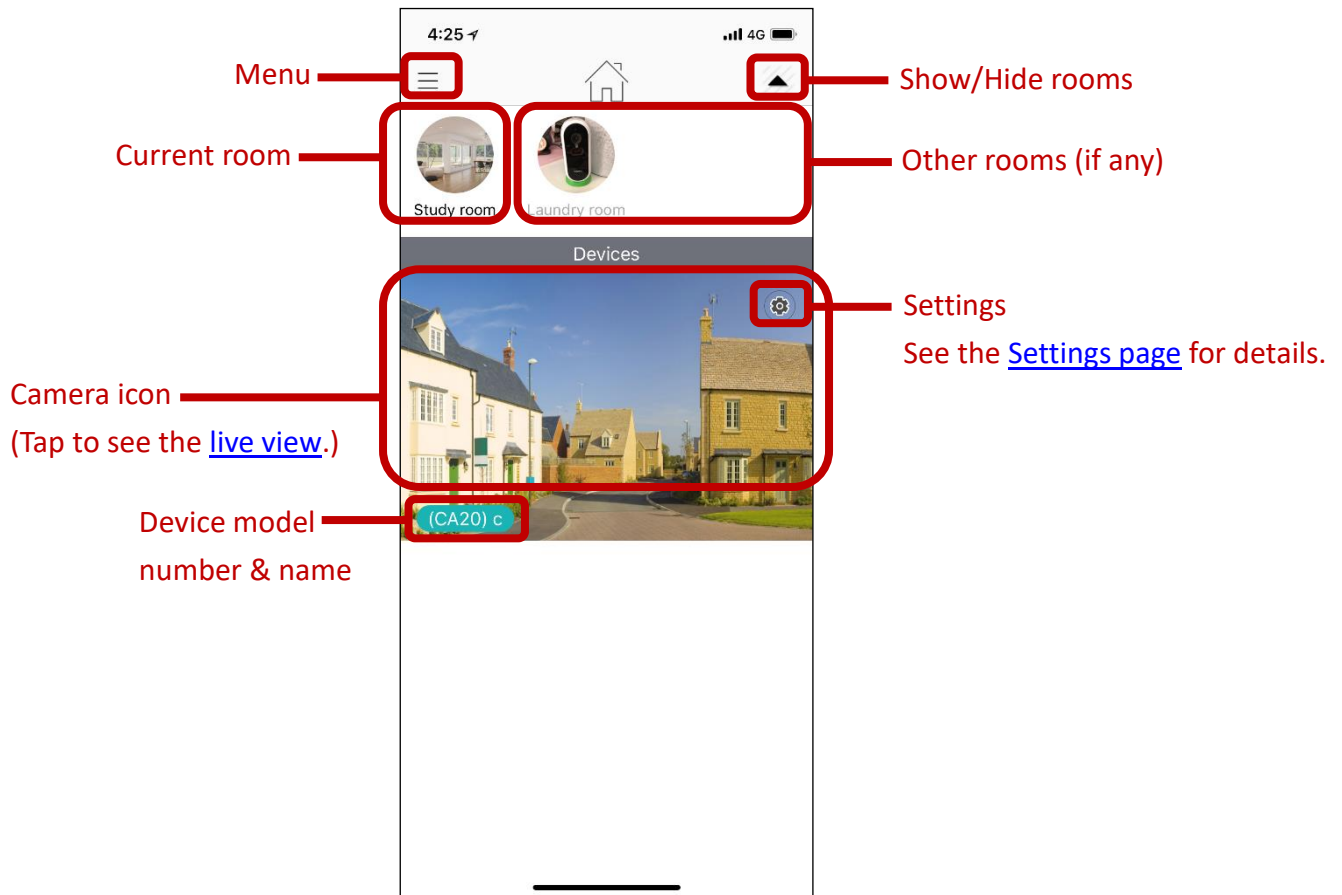 4:25
4G
Menu
Show/Hide rooms
Current room
Other rooms (if any)
Study room
Laundry room
Devices
Settings
See the Settings page for details.
Camera icon
(Tap to see the live view.)
(CA20) c
Device model
number & name